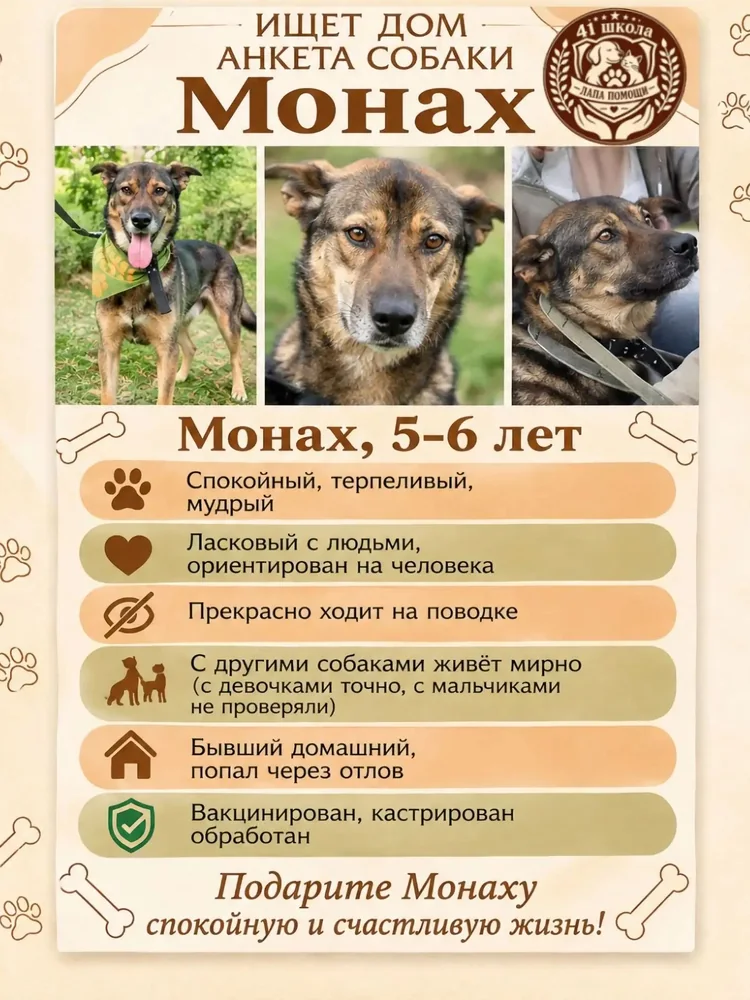 ИЩЕТ ДОМ
АНКЕТА СОБАКИ
Монах
41 школа
ЛАПА ПОМОЩИ
Монах, 5-6 лет
Спокойный, терпеливый,
мудрый
Ласковый с людьми,
ориентирован на человека
Прекрасно ходит на поводке
С другими собаками живёт мирно
(с девочками точно, с мальчиками
не проверяли)
Бывший домашний,
попал через отлов
Вакцинирован, кастрирован
обработан
Подарите Монаху
спокойную и счастливую жизнь!